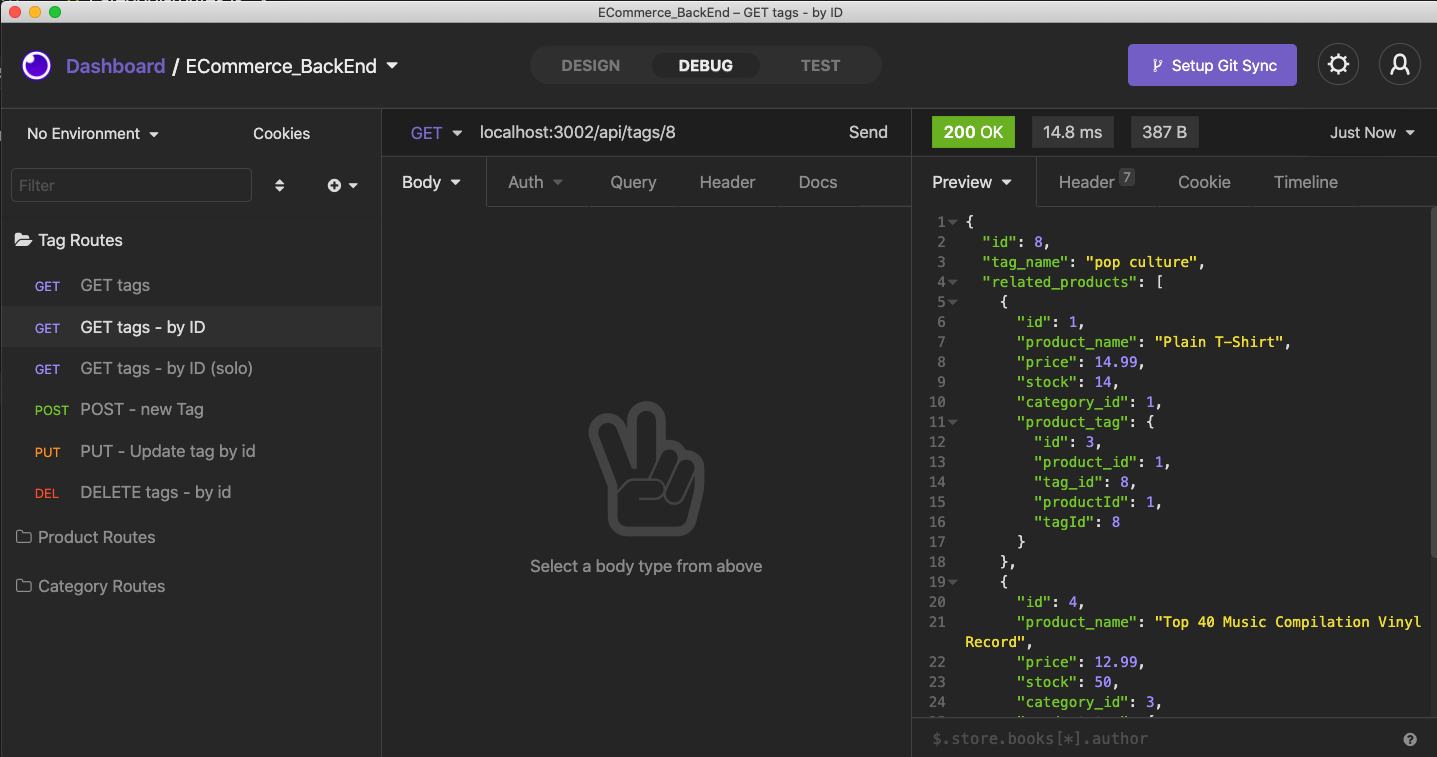 ECommerce_BackEnd – GET tags - by ID
Dashboard / ECommerce_BackEnd
DESIGN DEBUG TEST
Setup Git Sync
No Environment Cookies
GET localhost:3002/api/tags/8 Send
200 OK 14.8 ms 387 B Just Now
Filter
Body Auth Query Header Docs
Preview Header 7 Cookie Timeline
Tag Routes
GET GET tags
GET GET tags - by ID
GET GET tags - by ID (solo)
POST POST - new Tag
PUT PUT - Update tag by id
DEL DELETE tags - by id
Product Routes
Category Routes
Select a body type from above
1 {
2 "id": 8,
3 "tag_name": "pop culture",
4 "related_products": [
5 {
6 "id": 1,
7 "product_name": "Plain T-Shirt",
8 "price": 14.99,
9 "stock": 14,
10 "category_id": 1,
11 "product_tag": {
12 "id": 3,
13 "product_id": 1,
14 "tag_id": 8,
15 "productId": 1,
16 "tagId": 8
17 }
18 },
19 {
20 "id": 4,
21 "product_name": "Top 40 Music Compilation Vinyl
Record",
22 "price": 12.99,
23 "stock": 50,
24 "category_id": 3,
$.store.books[*].author